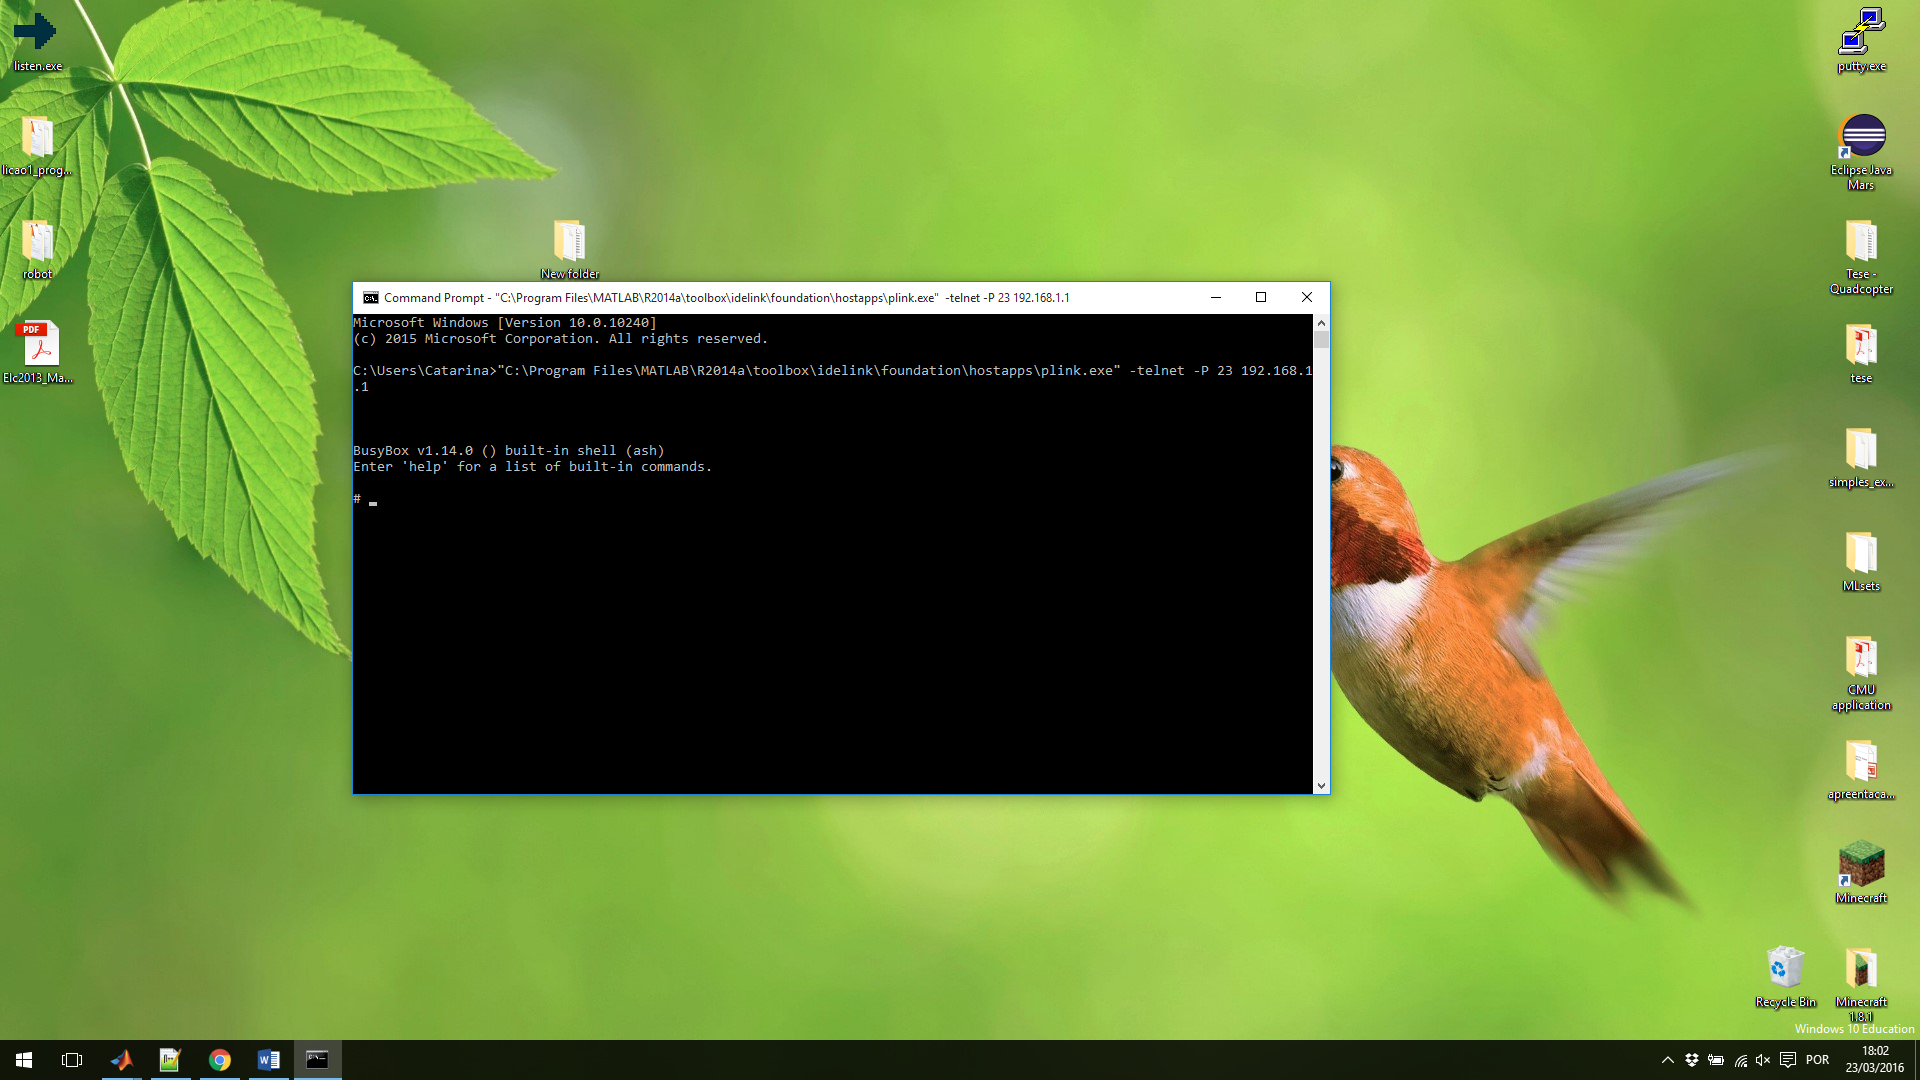 listen.exe
licao1_prog...
robot
PDF
Elc2013_Ma...
New folder
Command Prompt - "C:\Program Files\MATLAB\R2014a\toolbox\idelink\foundation\hostapps\plink.exe" -telnet -P 23 192.168.1.1
Microsoft Windows [Version 10.0.10240]
(c) 2015 Microsoft Corporation. All rights reserved.
C:\Users\Catarina>"C:\Program Files\MATLAB\R2014a\toolbox\idelink\foundation\hostapps\plink.exe" -telnet -P 23 192.168.1
.1
BusyBox v1.14.0 () built-in shell (ash)
Enter 'help' for a list of built-in commands.
#
putty.exe
Eclipse Java
Mars
Tese -
Quadcopter
tese
simples_ex...
MLsets
CMU
application
apreentaca...
Minecraft
Recycle Bin
Minecraft
1.8.1
Windows 10 Education
POR
18:02
23/03/2016